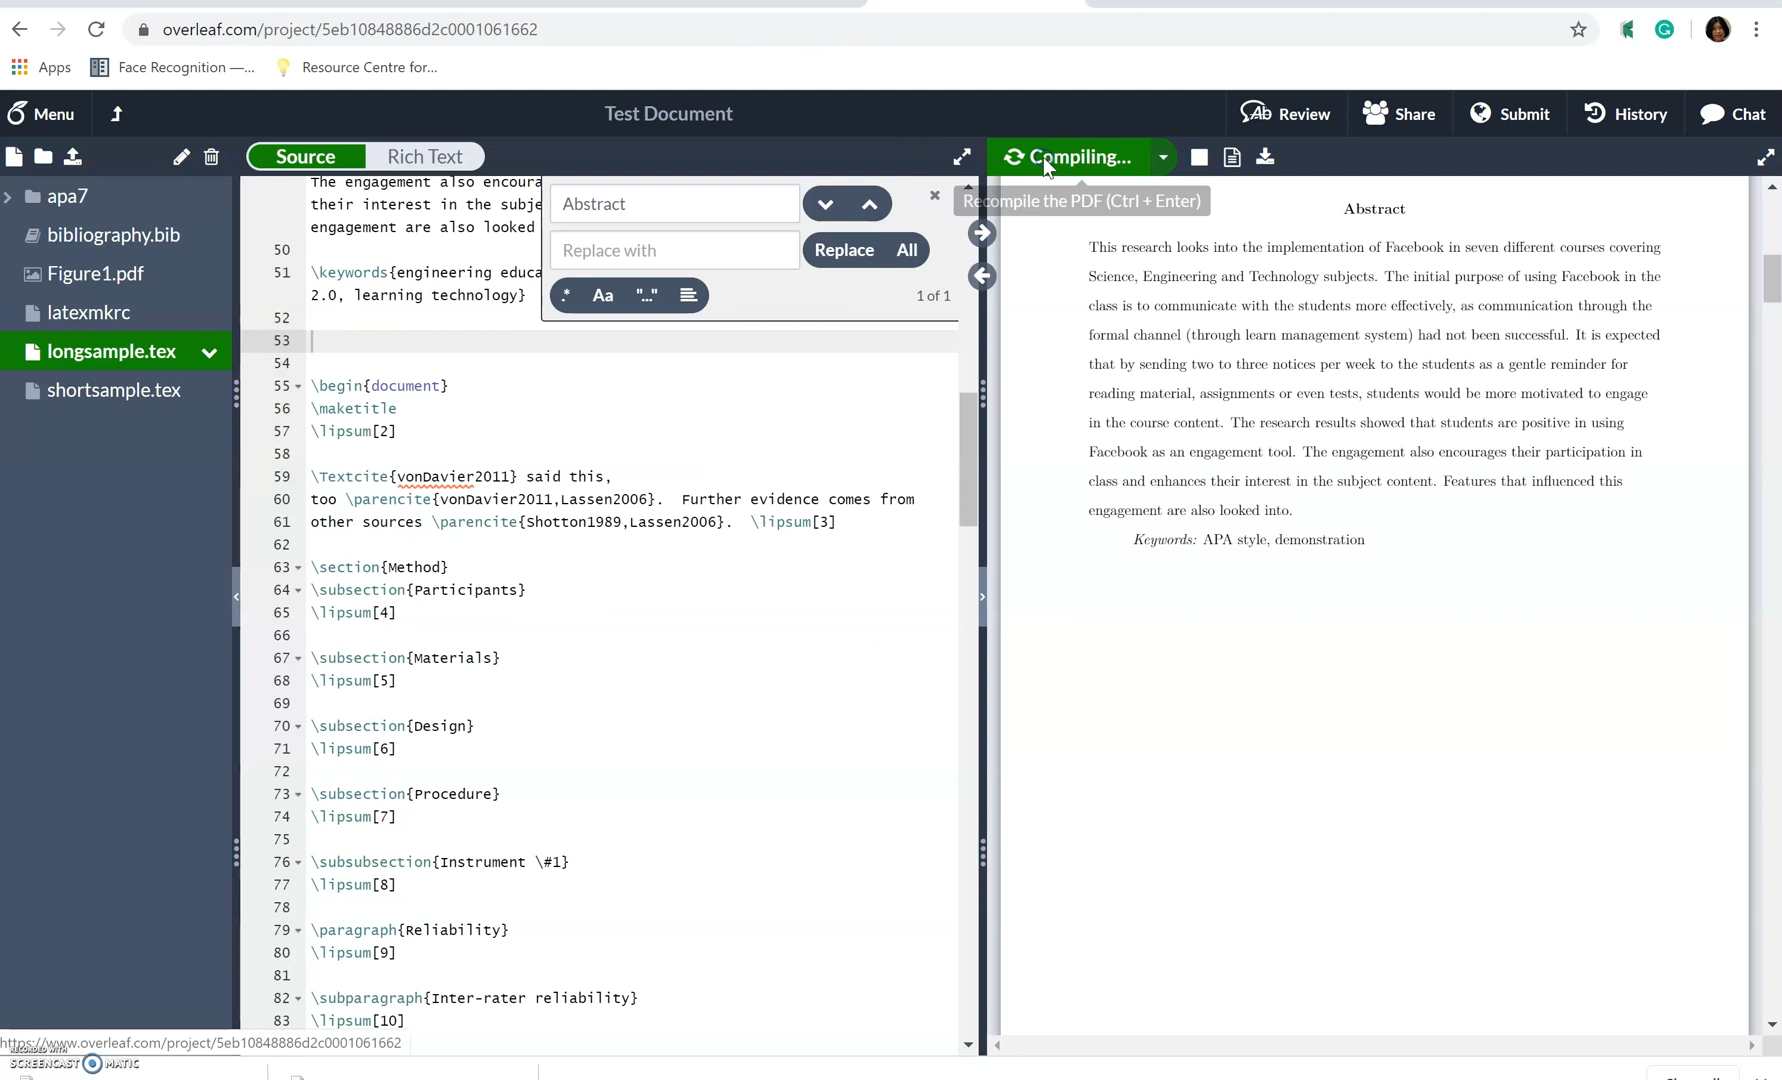 overleaf.com/project/5eb10848886d2c0001061662
Apps
Face Recognition —...
Resource Centre for...
Menu
Test Document
Review
Share
Submit
History
Chat
Source
Rich Text
Compiling...
Recompile the PDF (Ctrl + Enter)
apa7
bibliography.bib
Figure1.pdf
latexmkrc
longsample.tex
shortsample.tex
The engagement also encoura
their interest in the subje
engagement are also looked
50
51 \keywords{engineering educa
2.0, learning technology}
52
53
54
55 \begin{document}
56 \maketitle
57 \lipsum[2]
58
59 \Textcite{vonDavier2011} said this,
60 too \parencite{vonDavier2011,Lassen2006}.  Further evidence comes from
61 other sources \parencite{Shotton1989,Lassen2006}.  \lipsum[3]
62
63 \section{Method}
64 \subsection{Participants}
65 \lipsum[4]
66
67 \subsection{Materials}
68 \lipsum[5]
69
70 \subsection{Design}
71 \lipsum[6]
72
73 \subsection{Procedure}
74 \lipsum[7]
75
76 \subsubsection{Instrument \#1}
77 \lipsum[8]
78
79 \paragraph{Reliability}
80 \lipsum[9]
81
82 \subparagraph{Inter-rater reliability}
83 \lipsum[10]
Abstract
Replace with
Replace All
.* Aa "..."
1 of 1
Abstract
This research looks into the implementation of Facebook in seven different courses covering
Science, Engineering and Technology subjects. The initial purpose of using Facebook in the
class is to communicate with the students more effectively, as communication through the
formal channel (through learn management system) had not been successful. It is expected
that by sending two to three notices per week to the students as a gentle reminder for
reading material, assignments or even tests, students would be more motivated to engage
in the course content. The research results showed that students are positive in using
Facebook as an engagement tool. The engagement also encourages their participation in
class and enhances their interest in the subject content. Features that influenced this
engagement are also looked into.
Keywords: APA style, demonstration
https://www.overleaf.com/project/5eb10848886d2c0001061662
RECORDED WITH
SCREENCAST MATIC